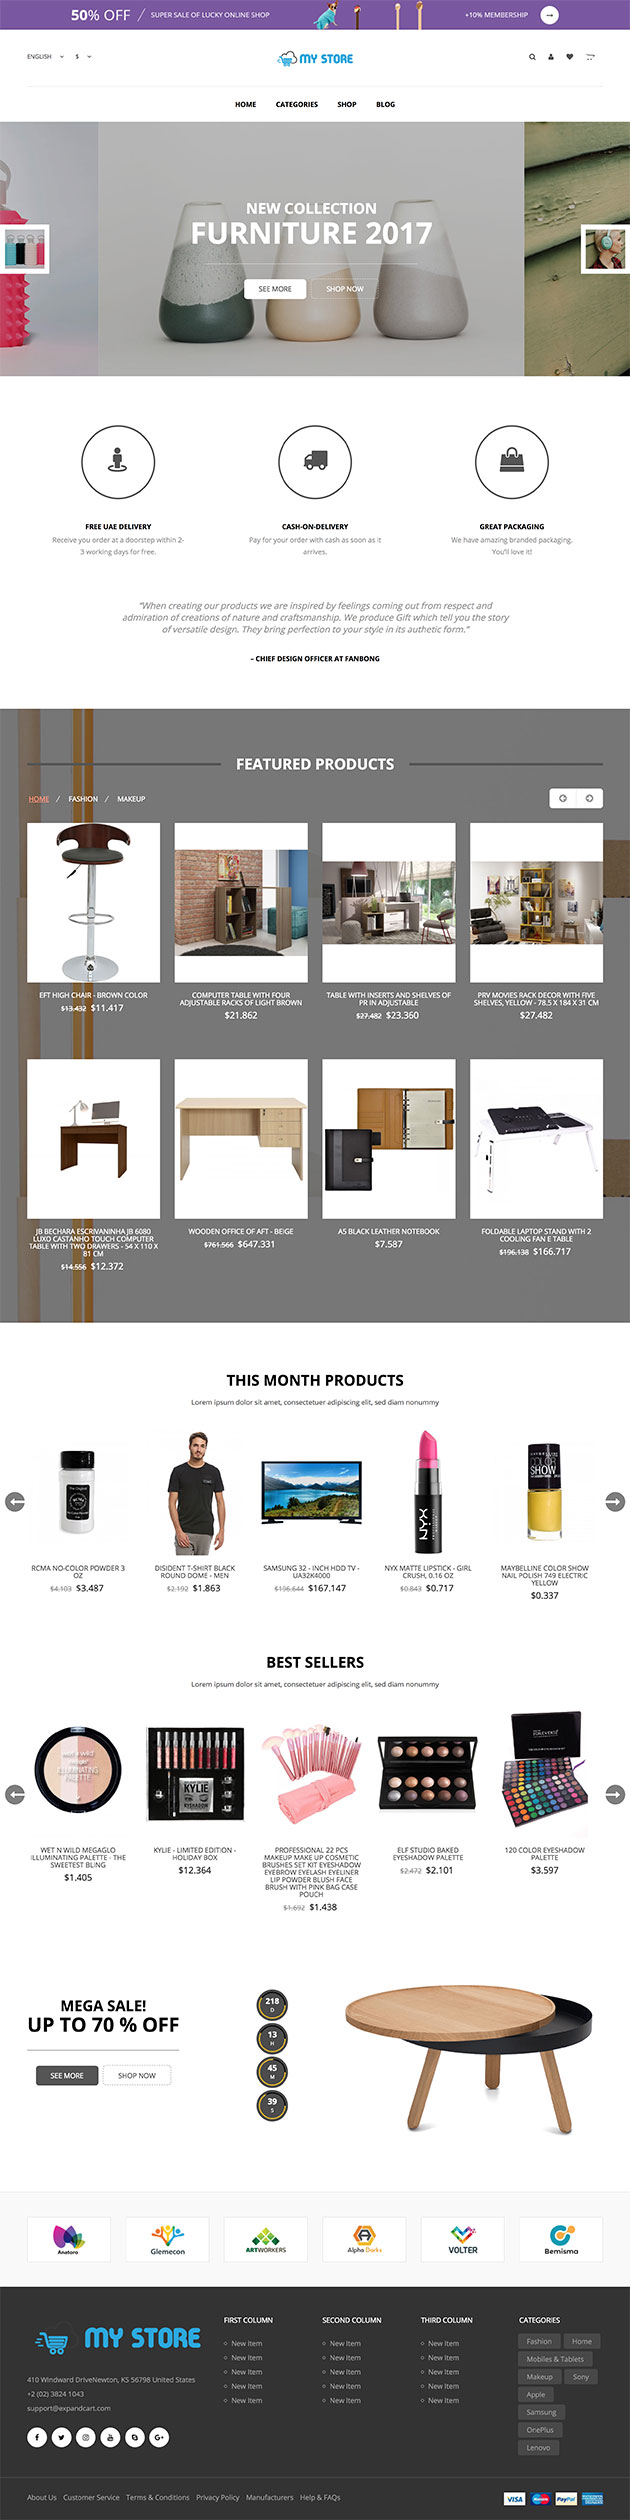 50% OFF / SUPER SALE OF LUCKY ONLINE SHOP +10% MEMBERSHIP
ENGLISH $
MY STORE
HOME CATEGORIES SHOP BLOG
NEW COLLECTION
FURNITURE 2017
SEE MORE SHOP NOW
FREE UAE DELIVERY
Receive you order at a doorstep within 2-
3 working days for free.
CASH-ON-DELIVERY
Pay for your order with cash as soon as it
arrives.
GREAT PACKAGING
We have amazing branded packaging.
You'll love it!
"When creating our products we are inspired by feelings coming out from respect and
admiration of creations of nature and craftsmanship. We produce Gift which tell you the story
of versatile design. They bring perfection to your style in its authetic form."
– CHIEF DESIGN OFFICER AT FANBONG
FEATURED PRODUCTS
HOME / FASHION / MAKEUP
EFT HIGH CHAIR - BROWN COLOR
$13.432 $11.417
COMPUTER TABLE WITH FOUR
ADJUSTABLE RACKS OF LIGHT BROWN
$21.862
TABLE WITH INSERTS AND SHELVES OF
PR IN ADJUSTABLE
$27.482 $23.360
PRV MOVIES RACK DECOR WITH FIVE
SHELVES, YELLOW - 78.5 X 184 X 31 CM
$27.482
JB BECHARA ESCRIVANINHA JB 6080
LUXO CASTANHO TOUCH COMPUTER
TABLE WITH TWO DRAWERS - 54 X 110 X
81 CM
$14.556 $12.372
WOODEN OFFICE OF AFT - BEIGE
$761.566 $647.331
A5 BLACK LEATHER NOTEBOOK
$7.587
FOLDABLE LAPTOP STAND WITH 2
COOLING FAN E TABLE
$196.138 $166.717
THIS MONTH PRODUCTS
Lorem ipsum dolor sit amet, consectetuer adipiscing elit, sed diam nonummy
The Original
NYX
MAYBELLINE
COLOR
SHOW
RCMA NO-COLOR POWDER 3
OZ
$4.103 $3.487
DISIDENT T-SHIRT BLACK
ROUND DOME - MEN
$2.192 $1.863
SAMSUNG 32 - INCH HDD TV -
UA32K4000
$196.644 $167.147
NYX MATTE LIPSTICK - GIRL
CRUSH, 0.16 OZ
$0.843 $0.717
MAYBELLINE COLOR SHOW
NAIL POLISH 749 ELECTRIC
YELLOW
$0.337
BEST SELLERS
Lorem ipsum dolor sit amet, consectetuer adipiscing elit, sed diam nonummy
KYLIE
WET N WILD MEGAGLO
ILLUMINATING PALETTE - THE
SWEETEST BLING
$1.405
KYLIE - LIMITED EDITION -
HOLIDAY BOX
$12.364
PROFESSIONAL 22 PCS
MAKEUP MAKE UP COSMETIC
BRUSHES SET KIT EYESHADOW
EYEBROW EYELASH EYELINER
LIP POWDER BLUSH FACE
BRUSH WITH PINK BAG CASE
POUCH
$1.692 $1.438
ELF STUDIO BAKED
EYESHADOW PALETTE
$2.472 $2.101
120 COLOR EYESHADOW
PALETTE
$3.597
MEGA SALE!
UP TO 70 % OFF
SEE MORE SHOP NOW
218
D
13
H
45
M
39
S
Anatoro
Glemecon
ARTWORKERS
Alpha Darks
VOLTER
Bemisma
MY STORE
410 Windward DriveNewton, KS 56798 United States
+2 (02) 3824 1043
support@expandcart.com
FIRST COLUMN
New Item
New Item
New Item
New Item
New Item
SECOND COLUMN
New Item
New Item
New Item
New Item
New Item
THIRD COLUMN
New Item
New Item
New Item
New Item
New Item
CATEGORIES
Fashion Home
Mobiles & Tablets
Makeup Sony
Apple
Samsung
OnePlus
Lenovo
About Us Customer Service Terms & Conditions Privacy Policy Manufacturers Help & FAQs
VISA Maestro PayPal